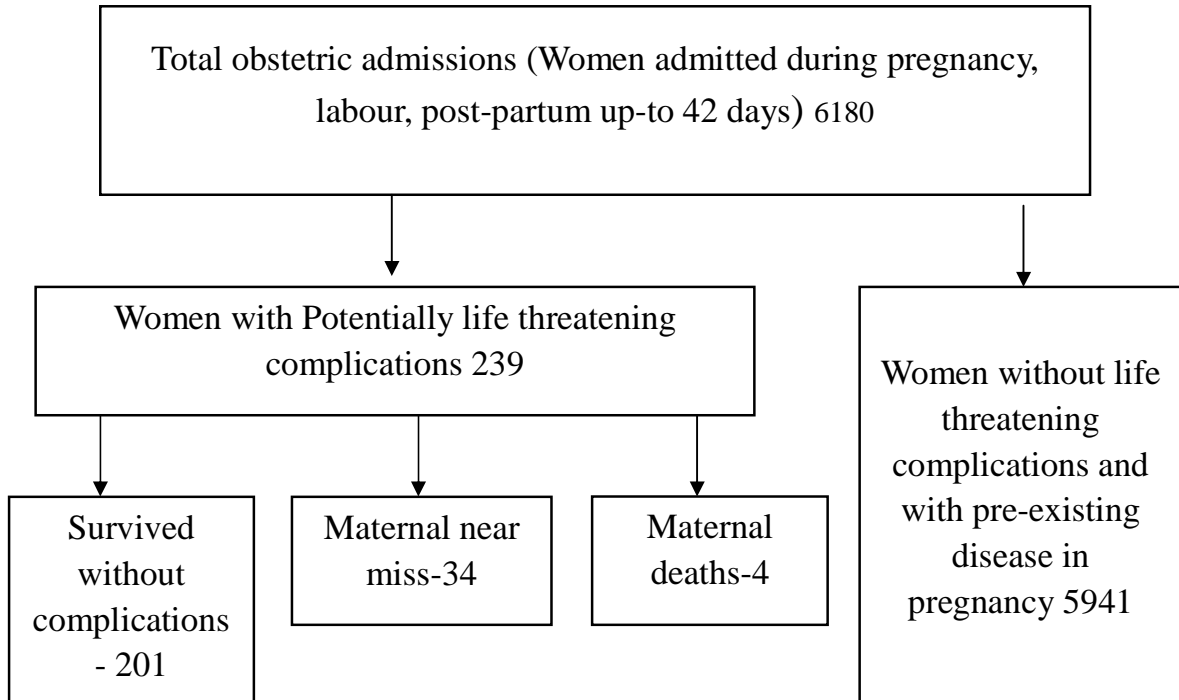 Total obstetric admissions (Women admitted during pregnancy,
labour, post-partum up-to 42 days) 6180
Women with Potentially life threatening
complications 239
Women without life
threatening
complications and
with pre-existing
disease in
pregnancy 5941
Survived
without
complications
- 201
Maternal near
miss-34
Maternal
deaths-4